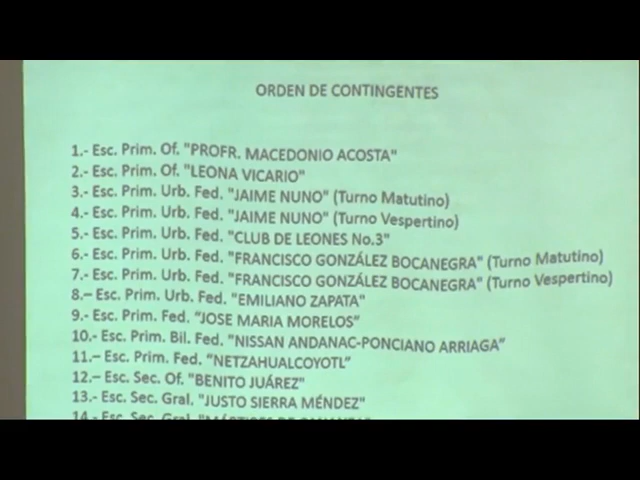 ORDEN DE CONTINGENTES
1.- Esc. Prim. Of. "PROFR. MACEDONIO ACOSTA"
2.- Esc. Prim. Of. "LEONA VICARIO"
3.- Esc. Prim. Urb. Fed. "JAIME NUNO" (Turno Matutino)
4.- Esc. Prim. Urb. Fed. "JAIME NUNO" (Turno Vespertino)
5.- Esc. Prim. Urb. Fed. "CLUB DE LEONES No.3"
6.- Esc. Prim. Urb. Fed. "FRANCISCO GONZÁLEZ BOCANEGRA" (Turno Matutino)
7.- Esc. Prim. Urb. Fed. "FRANCISCO GONZÁLEZ BOCANEGRA" (Turno Vespertino)
8.– Esc. Prim. Urb. Fed. "EMILIANO ZAPATA"
9.- Esc. Prim. Fed. "JOSE MARIA MORELOS"
10.- Esc. Prim. Bil. Fed. "NISSAN ANDANAC-PONCIANO ARRIAGA"
11.– Esc. Prim. Fed. "NETZAHUALCOYOTL"
12.– Esc. Sec. Of. "BENITO JUÁREZ"
13.- Esc. Sec. Gral. "JUSTO SIERRA MÉNDEZ"
14.- Esc. Sec. Gral.